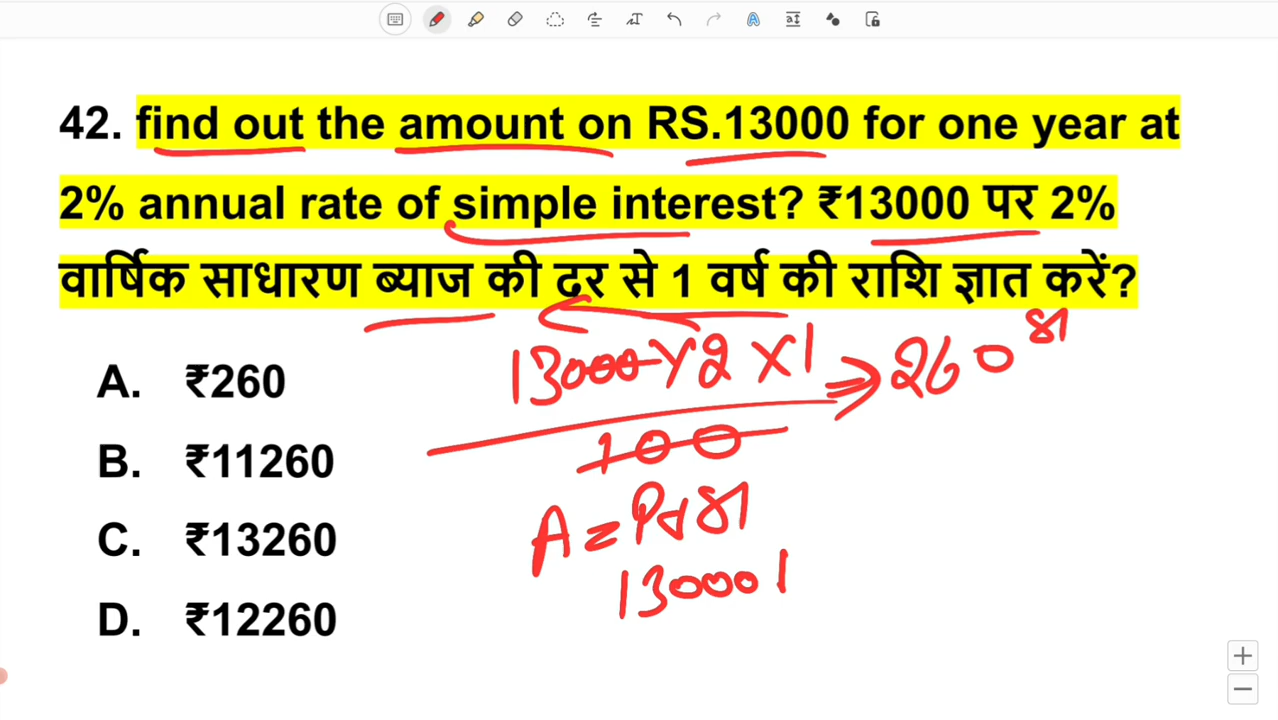 42. find out the amount on RS.13000 for one year at
2% annual rate of simple interest? ₹13000 पर 2%
वार्षिक साधारण ब्याज की दर से 1 वर्ष की राशि ज्ञात करें?
A. ₹260
B. ₹11260
C. ₹13260
D. ₹12260
13000 X 2 X 1
100
⇒ 260 SI
A = P + SI
13000